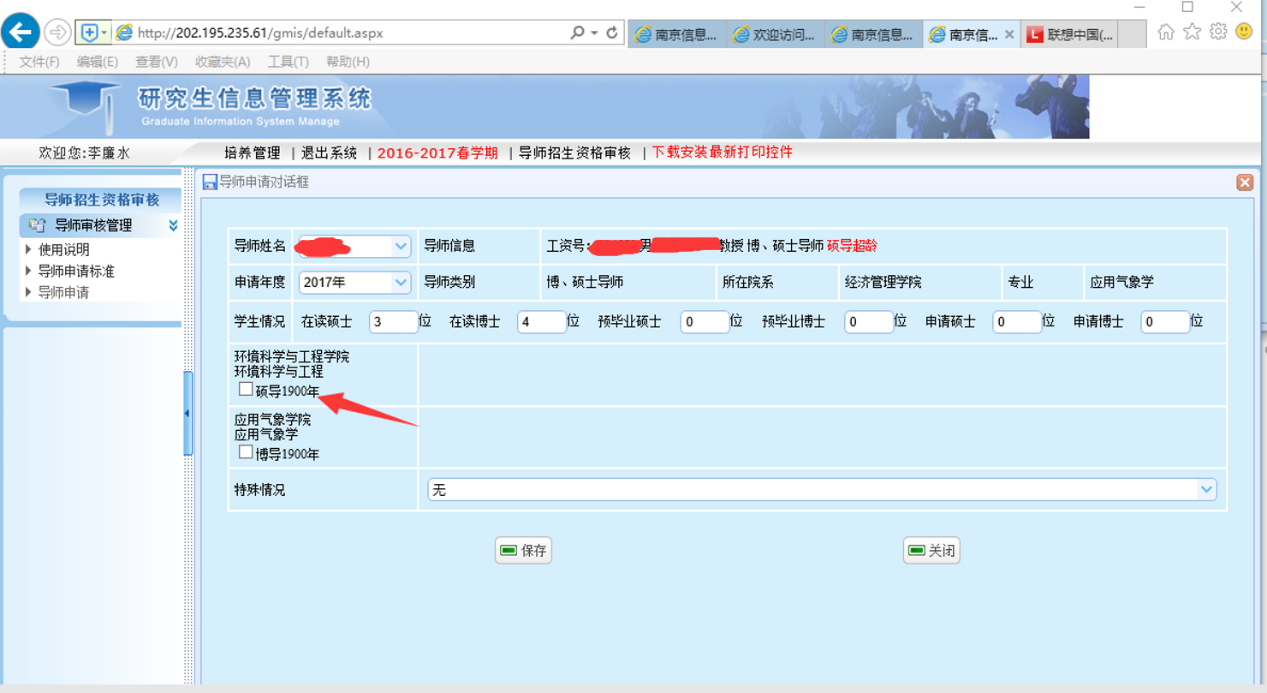 http://202.195.235.61/gmis/default.aspx
南京信息...
欢迎访问...
南京信息...
南京信...
联想中国(...
文件(F) 编辑(E) 查看(V) 收藏夹(A) 工具(T) 帮助(H)
研究生信息管理系统
Graduate Information System Manage
欢迎您:李廉水
培养管理 | 退出系统 | 2016-2017春学期 | 导师招生资格审核 | 下载安装最新打印控件
导师招生资格审核
导师审核管理
使用说明
导师申请标准
导师申请
导师申请对话框
导师姓名 导师信息 工资号: 男 教授 博、硕士导师 硕导超龄
申请年度 2017年 导师类别 博、硕士导师 所在院系 经济管理学院 专业 应用气象学
学生情况 在读硕士 3 位 在读博士 4 位 预毕业硕士 0 位 预毕业博士 0 位 申请硕士 0 位 申请博士 0 位
环境科学与工程学院
环境科学与工程
硕导1900年
应用气象学院
应用气象学
博导1900年
特殊情况 无
保存 关闭